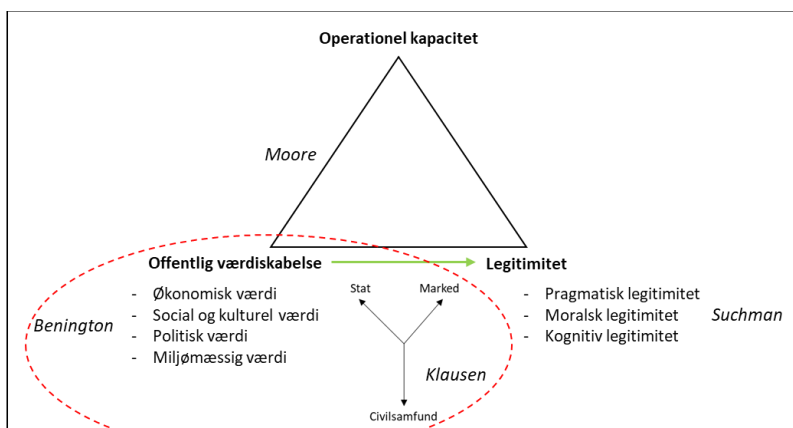 Operationel kapacitet
Moore
Offentlig værdiskabelse
Legitimitet
- Økonomisk værdi
- Social og kulturel værdi
- Politisk værdi
- Miljømæssig værdi
Benington
Stat
Marked
Klausen
Civilsamfund
- Pragmatisk legitimitet
- Moralsk legitimitet
- Kognitiv legitimitet
Suchman